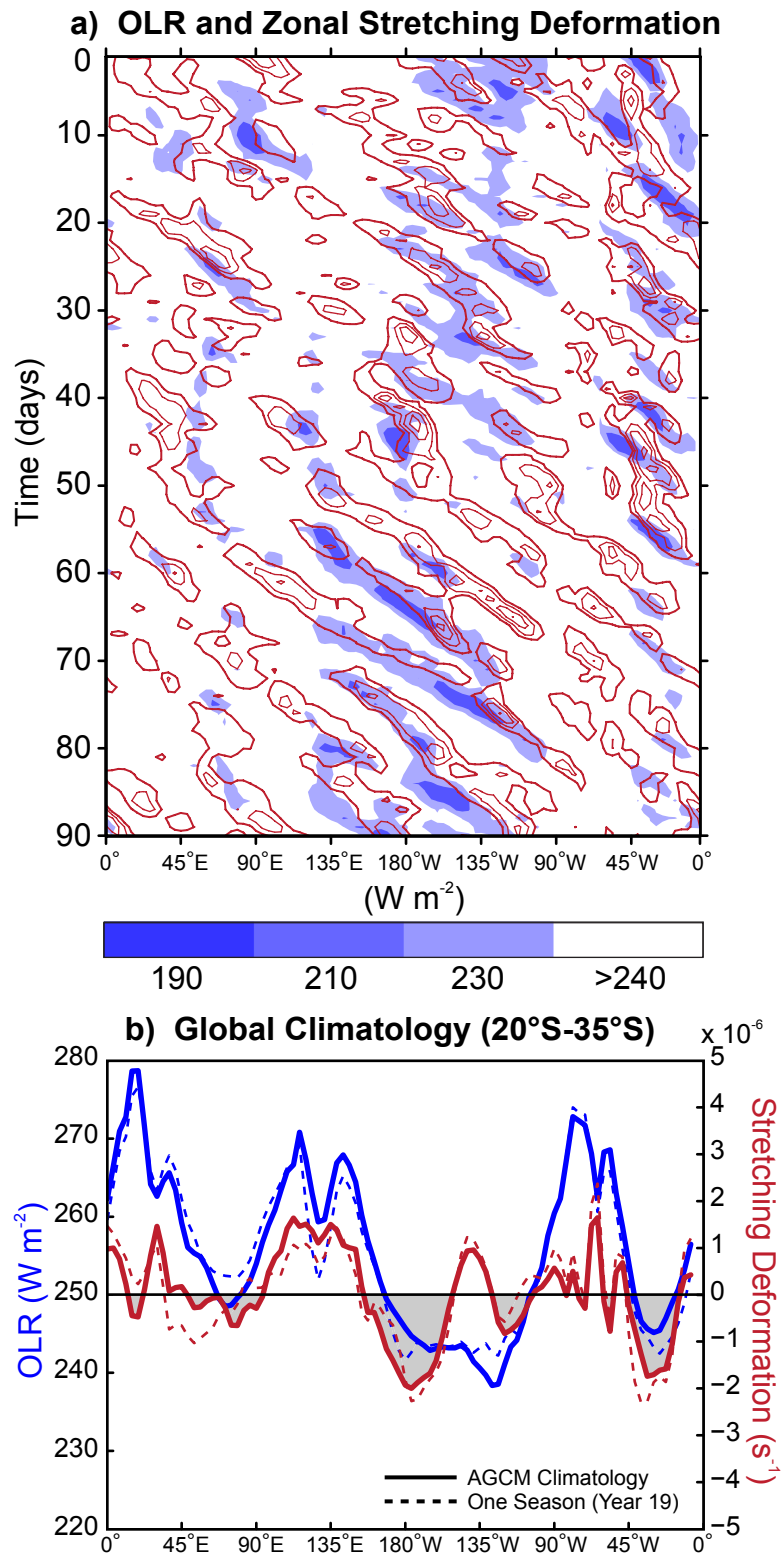 a) OLR and Zonal Stretching Deformation
0
10
20
30
40
50
60
70
80
90
Time (days)
0° 45°E 90°E 135°E 180°W 135°W 90°W 45°W 0°
(W m-2)
190 210 230 >240
b) Global Climatology (20°S-35°S)
x 10-6
280
270
260
250
240
230
220
OLR (W m-2)
5
4
3
2
1
0
−1
−2
−3
−4
−5
Stretching Deformation (s-1)
AGCM Climatology
One Season (Year 19)
0° 45°E 90°E 135°E 180°W 135°W 90°W 45°W 0°